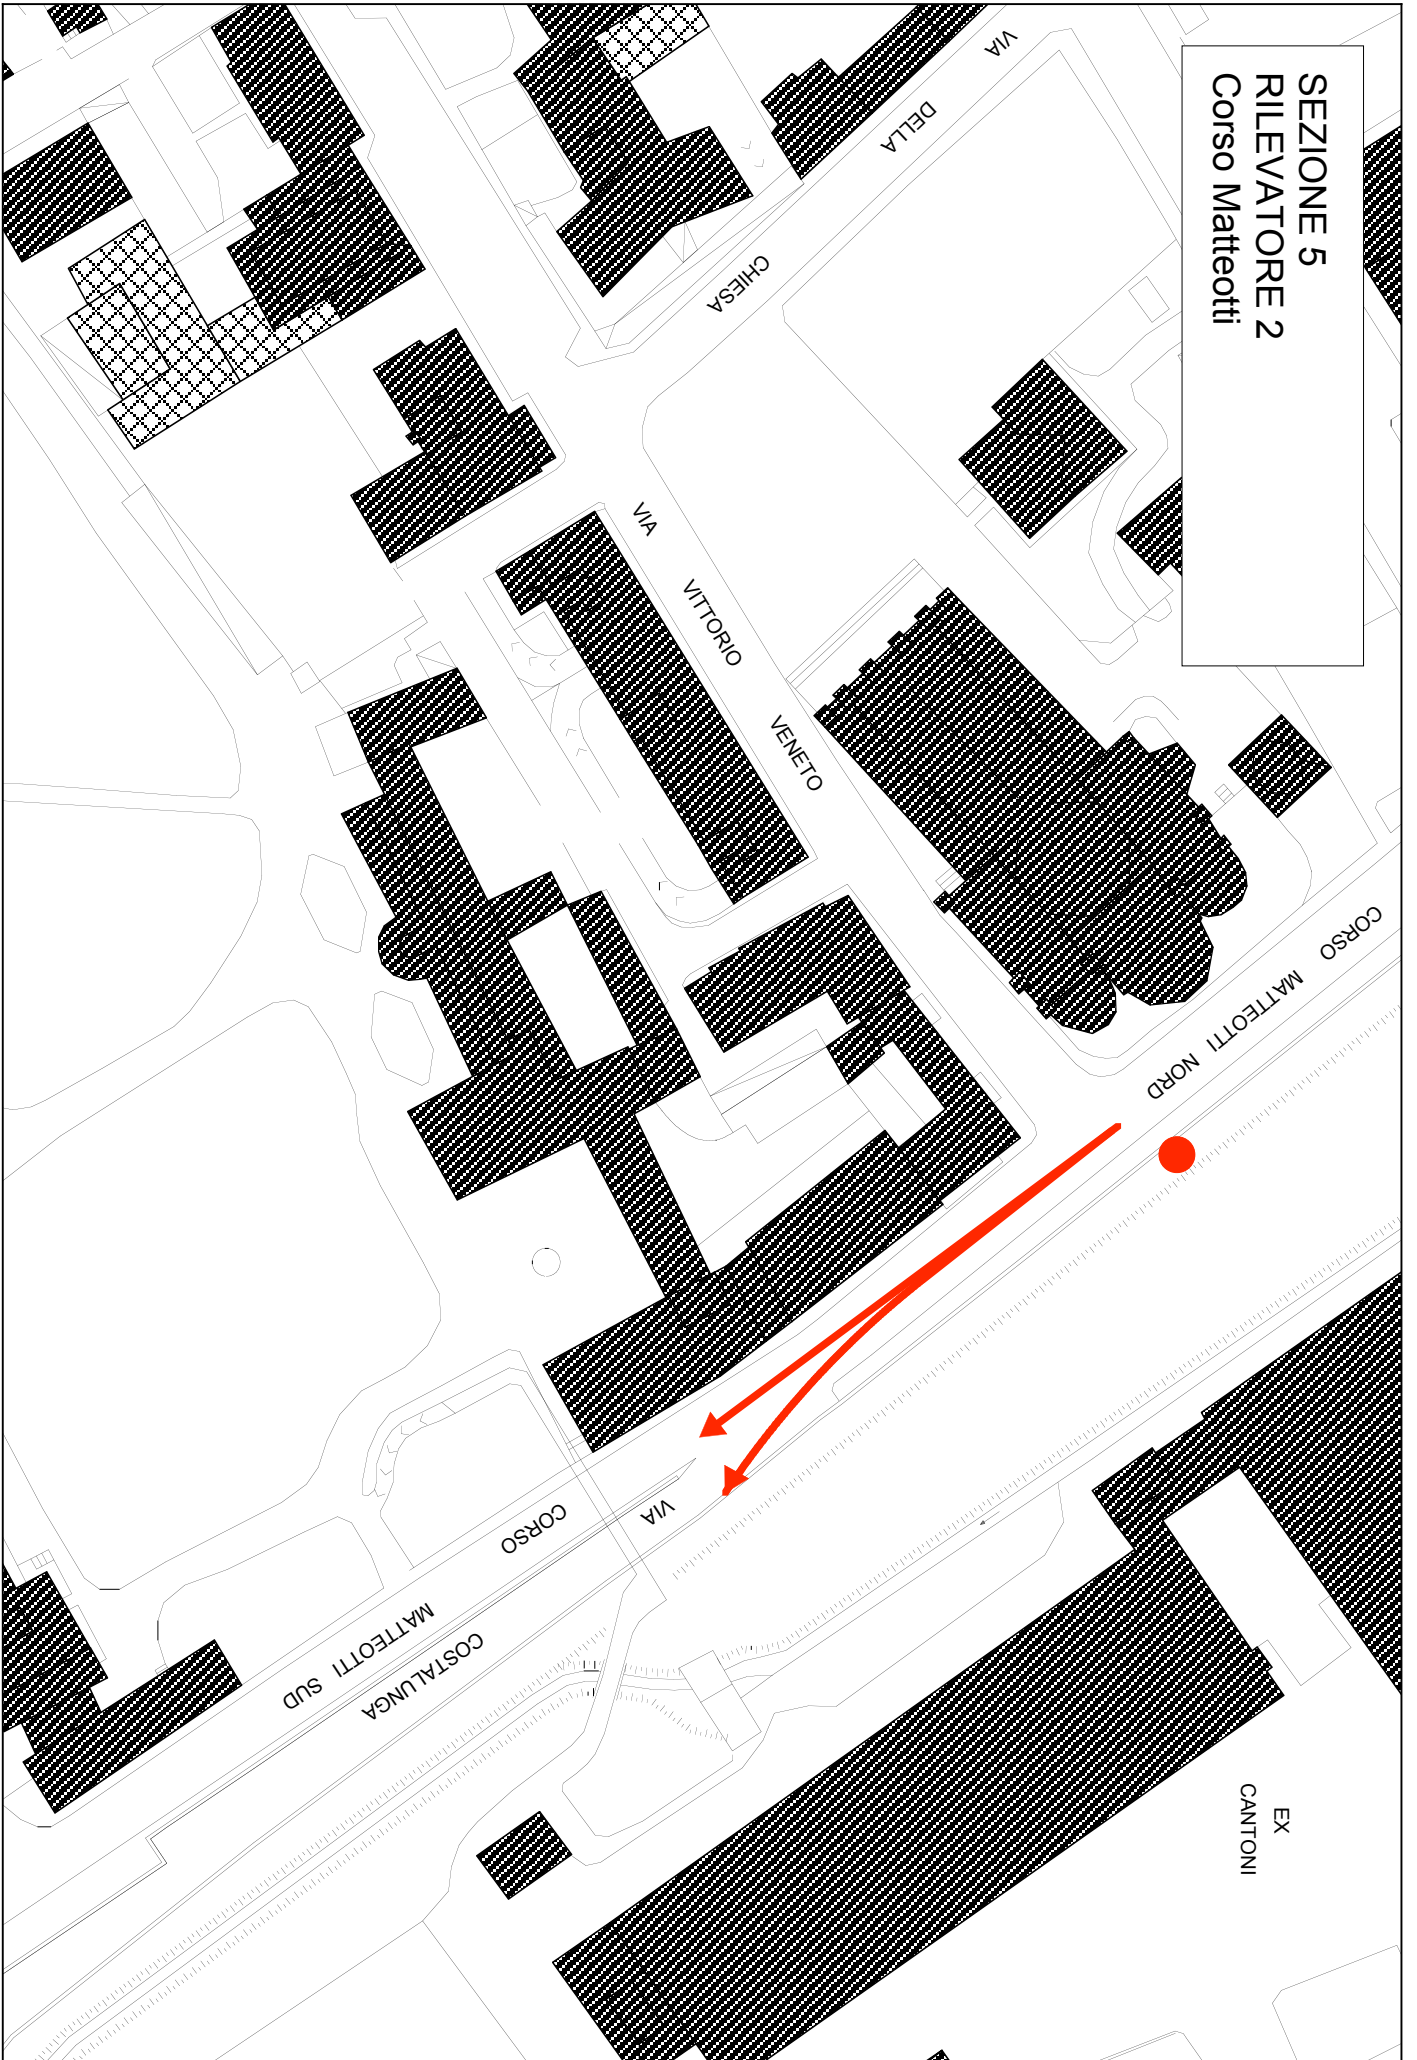 SEZIONE 5
RILEVATORE 2
Corso Matteotti
VIA DELLA CHIESA
VIA VITTORIO VENETO
CORSO MATTEOTTI NORD
CORSO MATTEOTTI SUD
VIA COSTALUNGA
EX
CANTONI